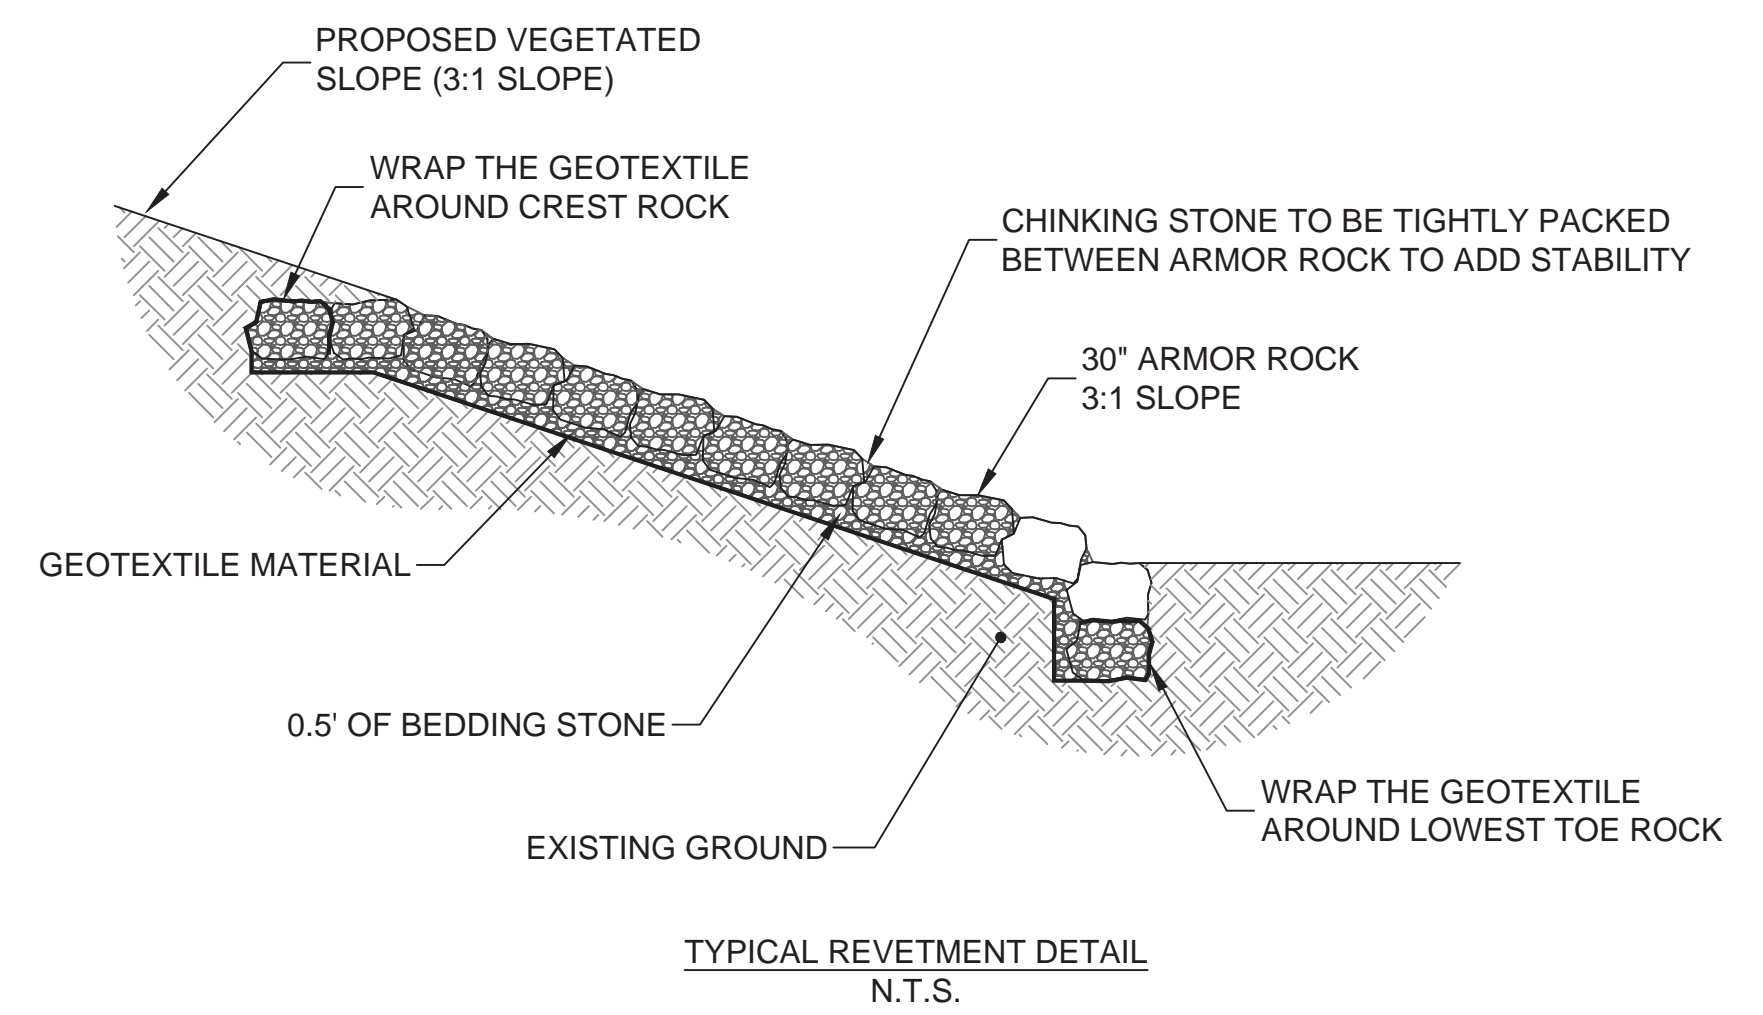 PROPOSED VEGETATED
SLOPE (3:1 SLOPE)
WRAP THE GEOTEXTILE
AROUND CREST ROCK
CHINKING STONE TO BE TIGHTLY PACKED
BETWEEN ARMOR ROCK TO ADD STABILITY
30" ARMOR ROCK
3:1 SLOPE
GEOTEXTILE MATERIAL
0.5' OF BEDDING STONE
EXISTING GROUND
WRAP THE GEOTEXTILE
AROUND LOWEST TOE ROCK
TYPICAL REVETMENT DETAIL
N.T.S.